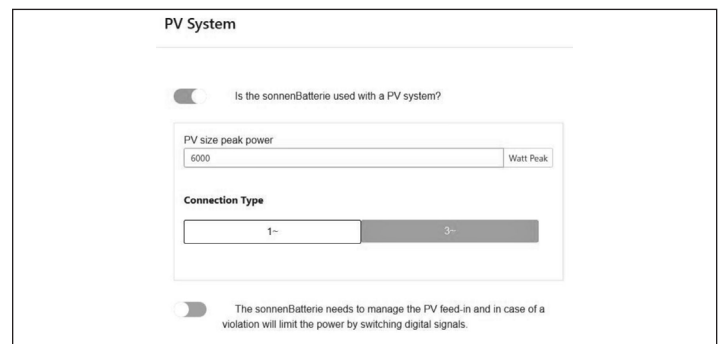 PV System
Is the sonnenBatterie used with a PV system?
PV size peak power
6000 Watt Peak
Connection Type
1~ 3~
The sonnenBatterie needs to manage the PV feed-in and in case of a
violation will limit the power by switching digital signals.